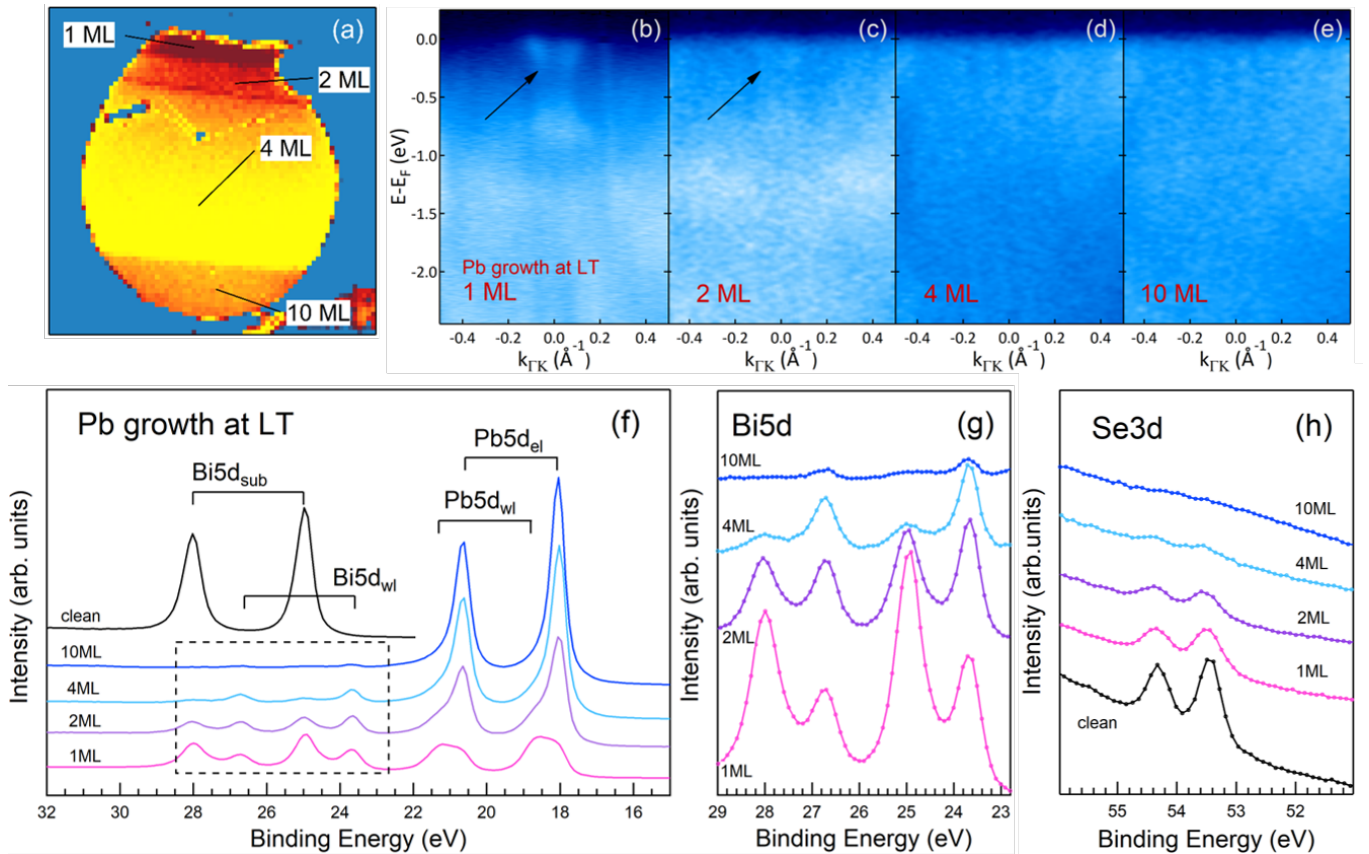 (a)
1 ML
2 ML
4 ML
10 ML
(b) (c) (d) (e)
0.0
-0.5
-1.0
-1.5
-2.0
E-E_F (eV)
Pb growth at LT
1 ML 2 ML 4 ML 10 ML
-0.4 -0.2 0.0 0.2 0.4 -0.4 -0.2 0.0 0.2 0.4 -0.4 -0.2 0.0 0.2 0.4 -0.4 -0.2 0.0 0.2 0.4
k_ΓK (Å⁻¹) k_ΓK (Å⁻¹) k_ΓK (Å⁻¹) k_ΓK (Å⁻¹)
Pb growth at LT
(f)
Bi5d_sub
Pb5d_el
Pb5d_wl
Bi5d_wl
clean
10ML
4ML
2ML
1ML
Intensity (arb. units)
32 30 28 26 24 22 20 18 16
Binding Energy (eV)
Bi5d
(g)
10ML
4ML
2ML
1ML
Intensity (arb. units)
29 28 27 26 25 24 23
Binding Energy (eV)
Se3d
(h)
10ML
4ML
2ML
1ML
clean
Intensity (arb.units)
55 54 53 52
Binding Energy (eV)